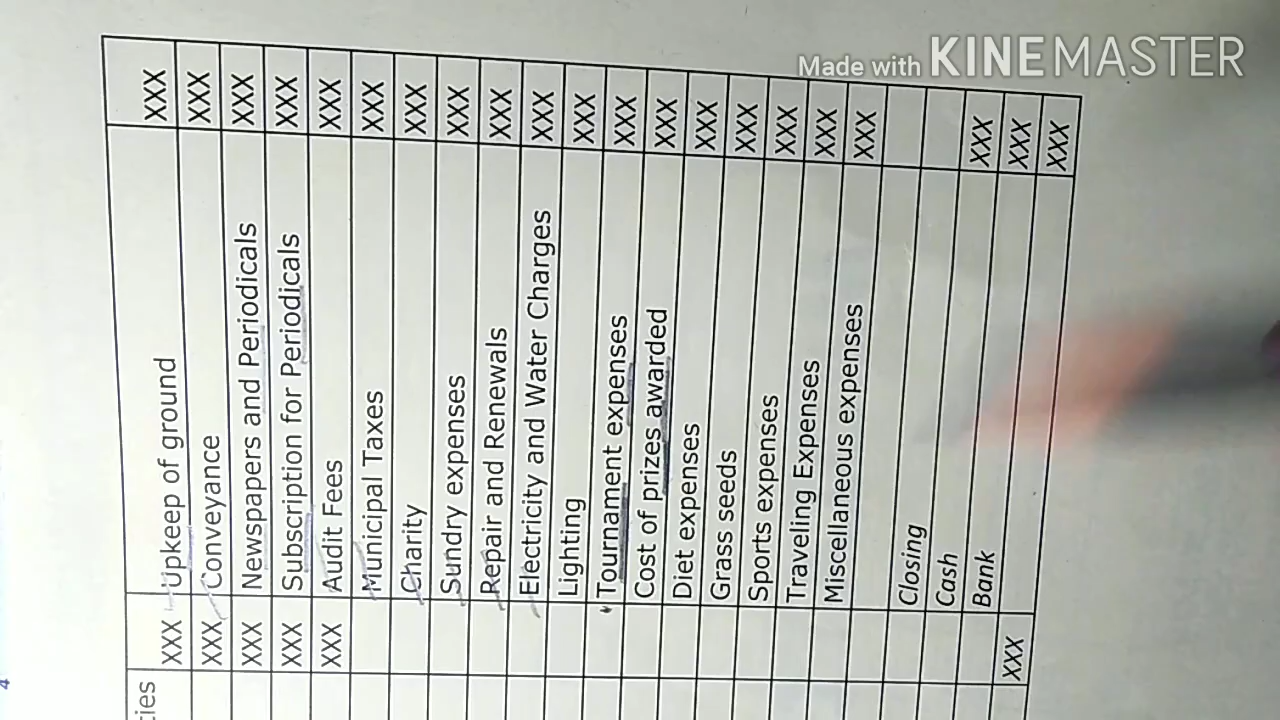 Made with KINEMASTER
4
XXX Upkeep of ground XXX
XXX Conveyance XXX
XXX Newspapers and Periodicals XXX
XXX Subscription for Periodicals XXX
XXX Audit Fees XXX
Municipal Taxes XXX
Charity XXX
Sundry expenses XXX
Repair and Renewals XXX
Electricity and Water Charges XXX
Lighting XXX
Tournament expenses XXX
Cost of prizes awarded XXX
Diet expenses XXX
Grass seeds XXX
Sports expenses XXX
Traveling Expenses XXX
Miscellaneous expenses XXX
Closing
Cash XXX
Bank XXX
XXX XXX